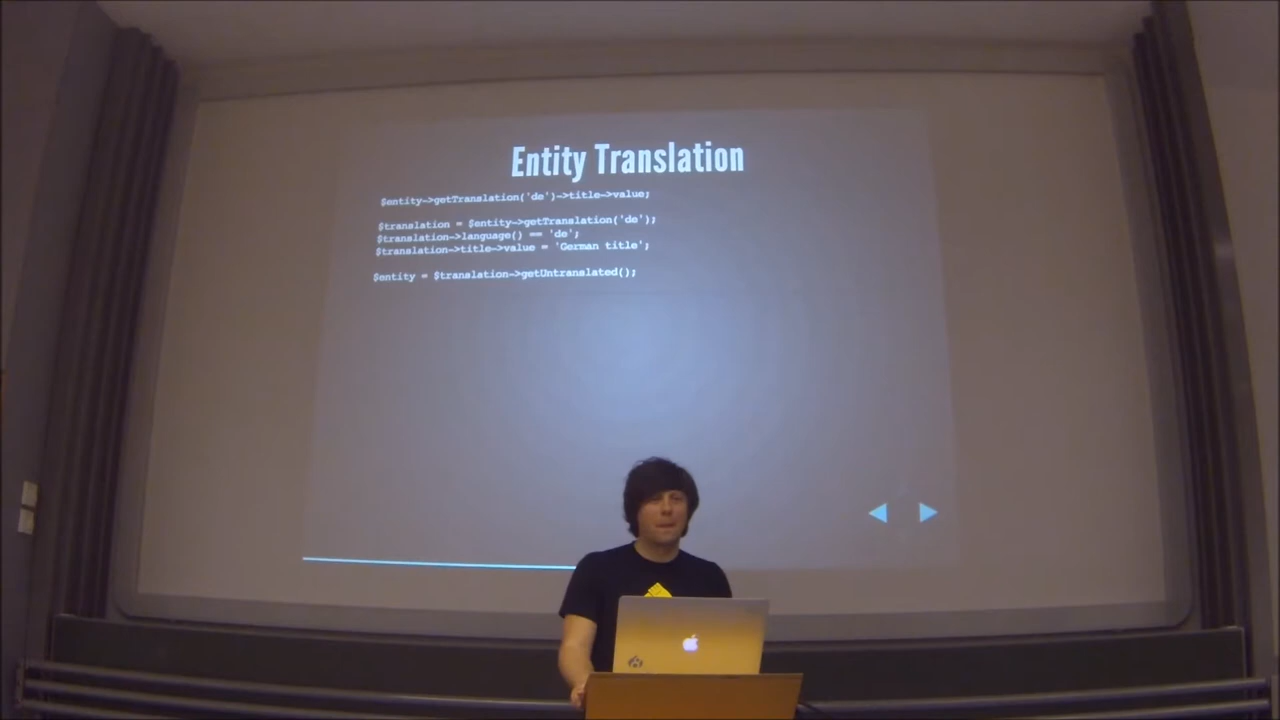 Entity Translation
$entity->getTranslation('de')->title->value;
$translation = $entity->getTranslation('de');
$translation->language() == 'de';
$translation->title->value = 'German title';
$entity = $translation->getUntranslated();